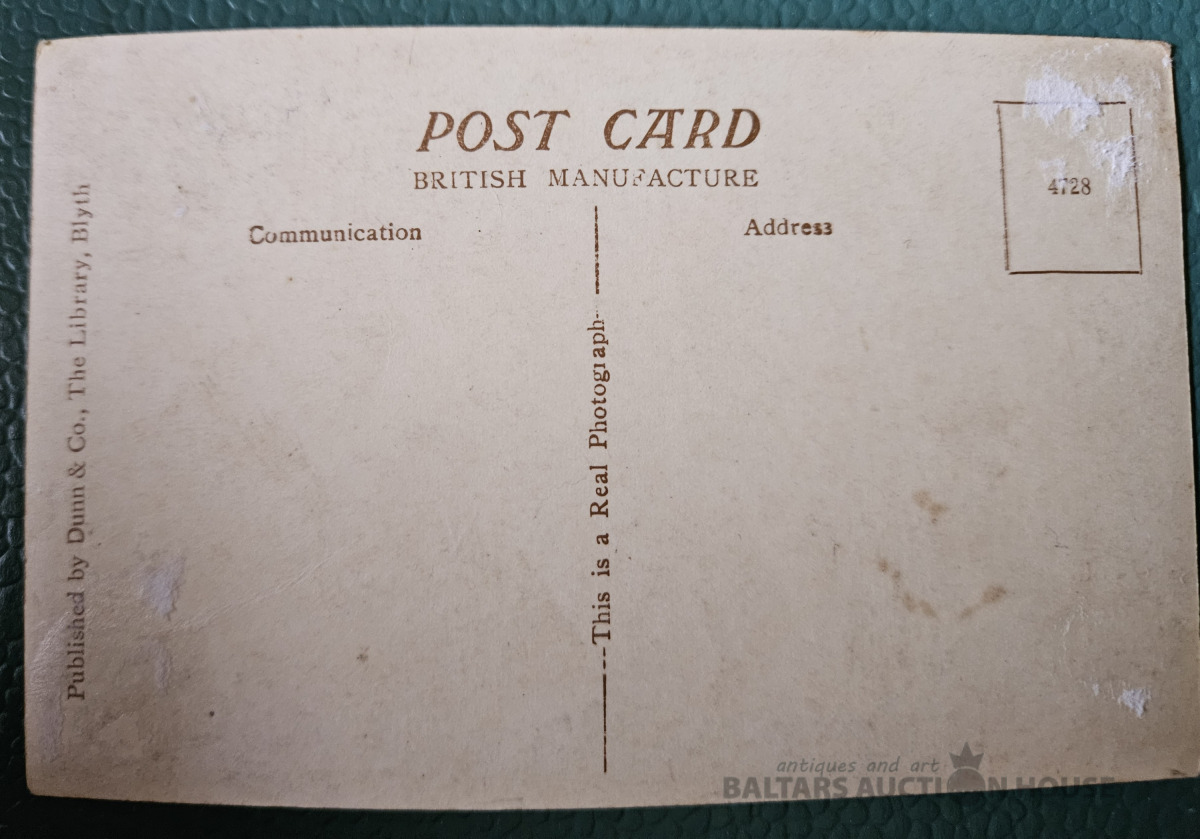 POST CARD
BRITISH MANUFACTURE
Communication
Address
4728
This is a Real Photograph
Published by Dunn & Co., The Library, Blyth
antiques and art
BALTARS AUCTION HOUSE